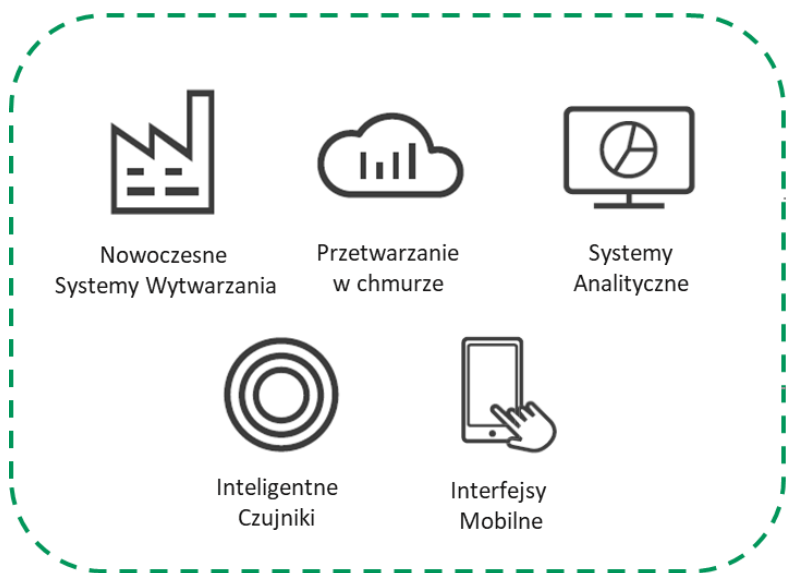 Nowoczesne
Systemy Wytwarzania
Przetwarzanie
w chmurze
Systemy
Analityczne
Inteligentne
Czujniki
Interfejsy
Mobilne